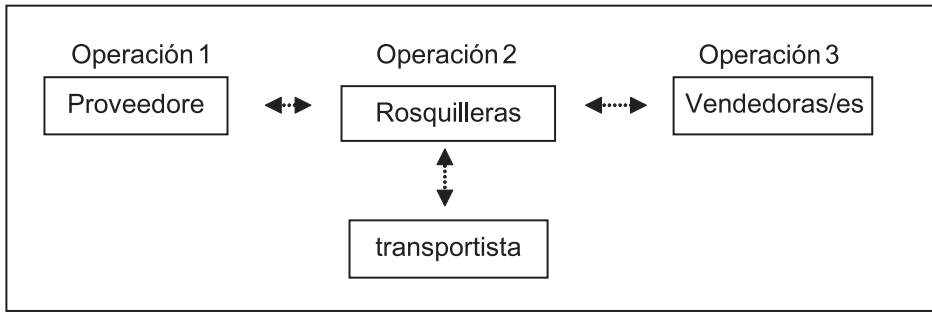 Operación 1
Operación 2
Operación 3
Proveedore
Rosquilleras
Vendedoras/es
transportista